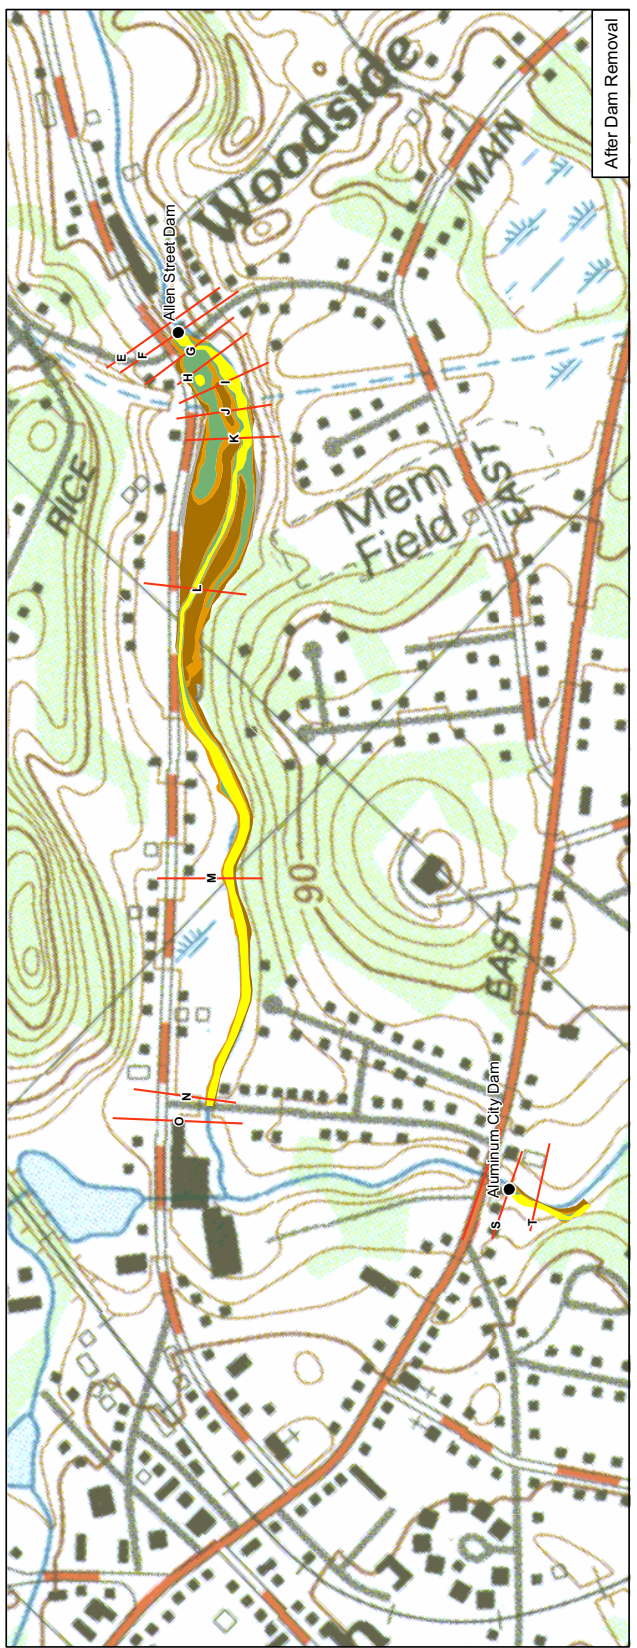 After Dam Removal
Woodside
MAIN
Allen Street Dam
E
F
G
H
I
J
K
RICE
Mem
Field
EAST
L
M
90
EAST
N
O
Aluminum City Dam
S
T